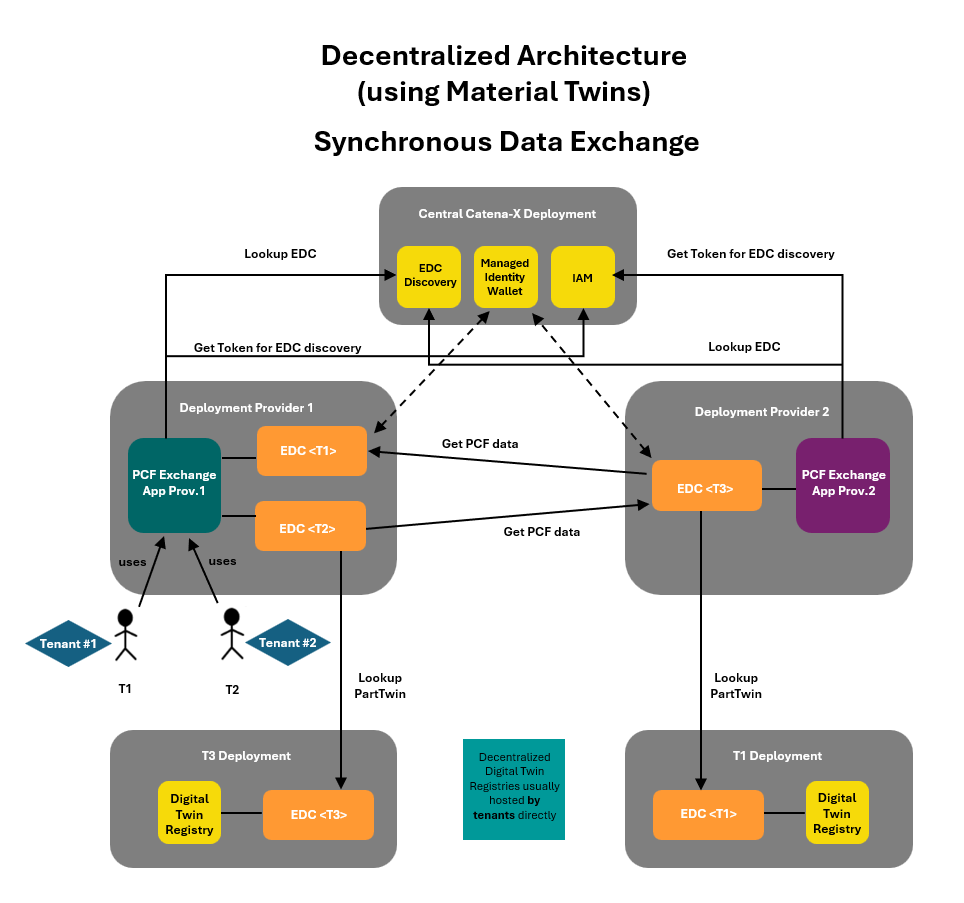 Decentralized Architecture
(using Material Twins)
Synchronous Data Exchange
Central Catena-X Deployment
EDC
Discovery
Managed
Identity
Wallet
IAM
Lookup EDC
Get Token for EDC discovery
Get Token for EDC discovery
Lookup EDC
Deployment Provider 1
PCF Exchange
App Prov.1
EDC <T1>
EDC <T2>
Get PCF data
Get PCF data
Deployment Provider 2
EDC <T3>
PCF Exchange
App Prov.2
uses
uses
Tenant #1
T1
T2
Tenant #2
Lookup
PartTwin
Lookup
PartTwin
T3 Deployment
Digital
Twin
Registry
EDC <T3>
Decentralized
Digital Twin
Registries usually
hosted by
tenants directly
T1 Deployment
EDC <T1>
Digital
Twin
Registry